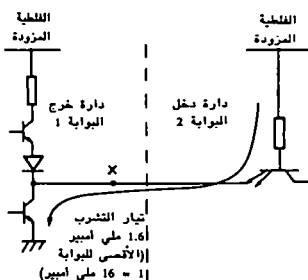 الفلطية
المزودة
الفلطية
المزودة
دارة خرج
البوابة 1
دارة دخل
البوابة 2
X
تيار التشرب
1.6 ملي أمبير
(الأقصى للبوابة
1 = 16 ملي أمبير)